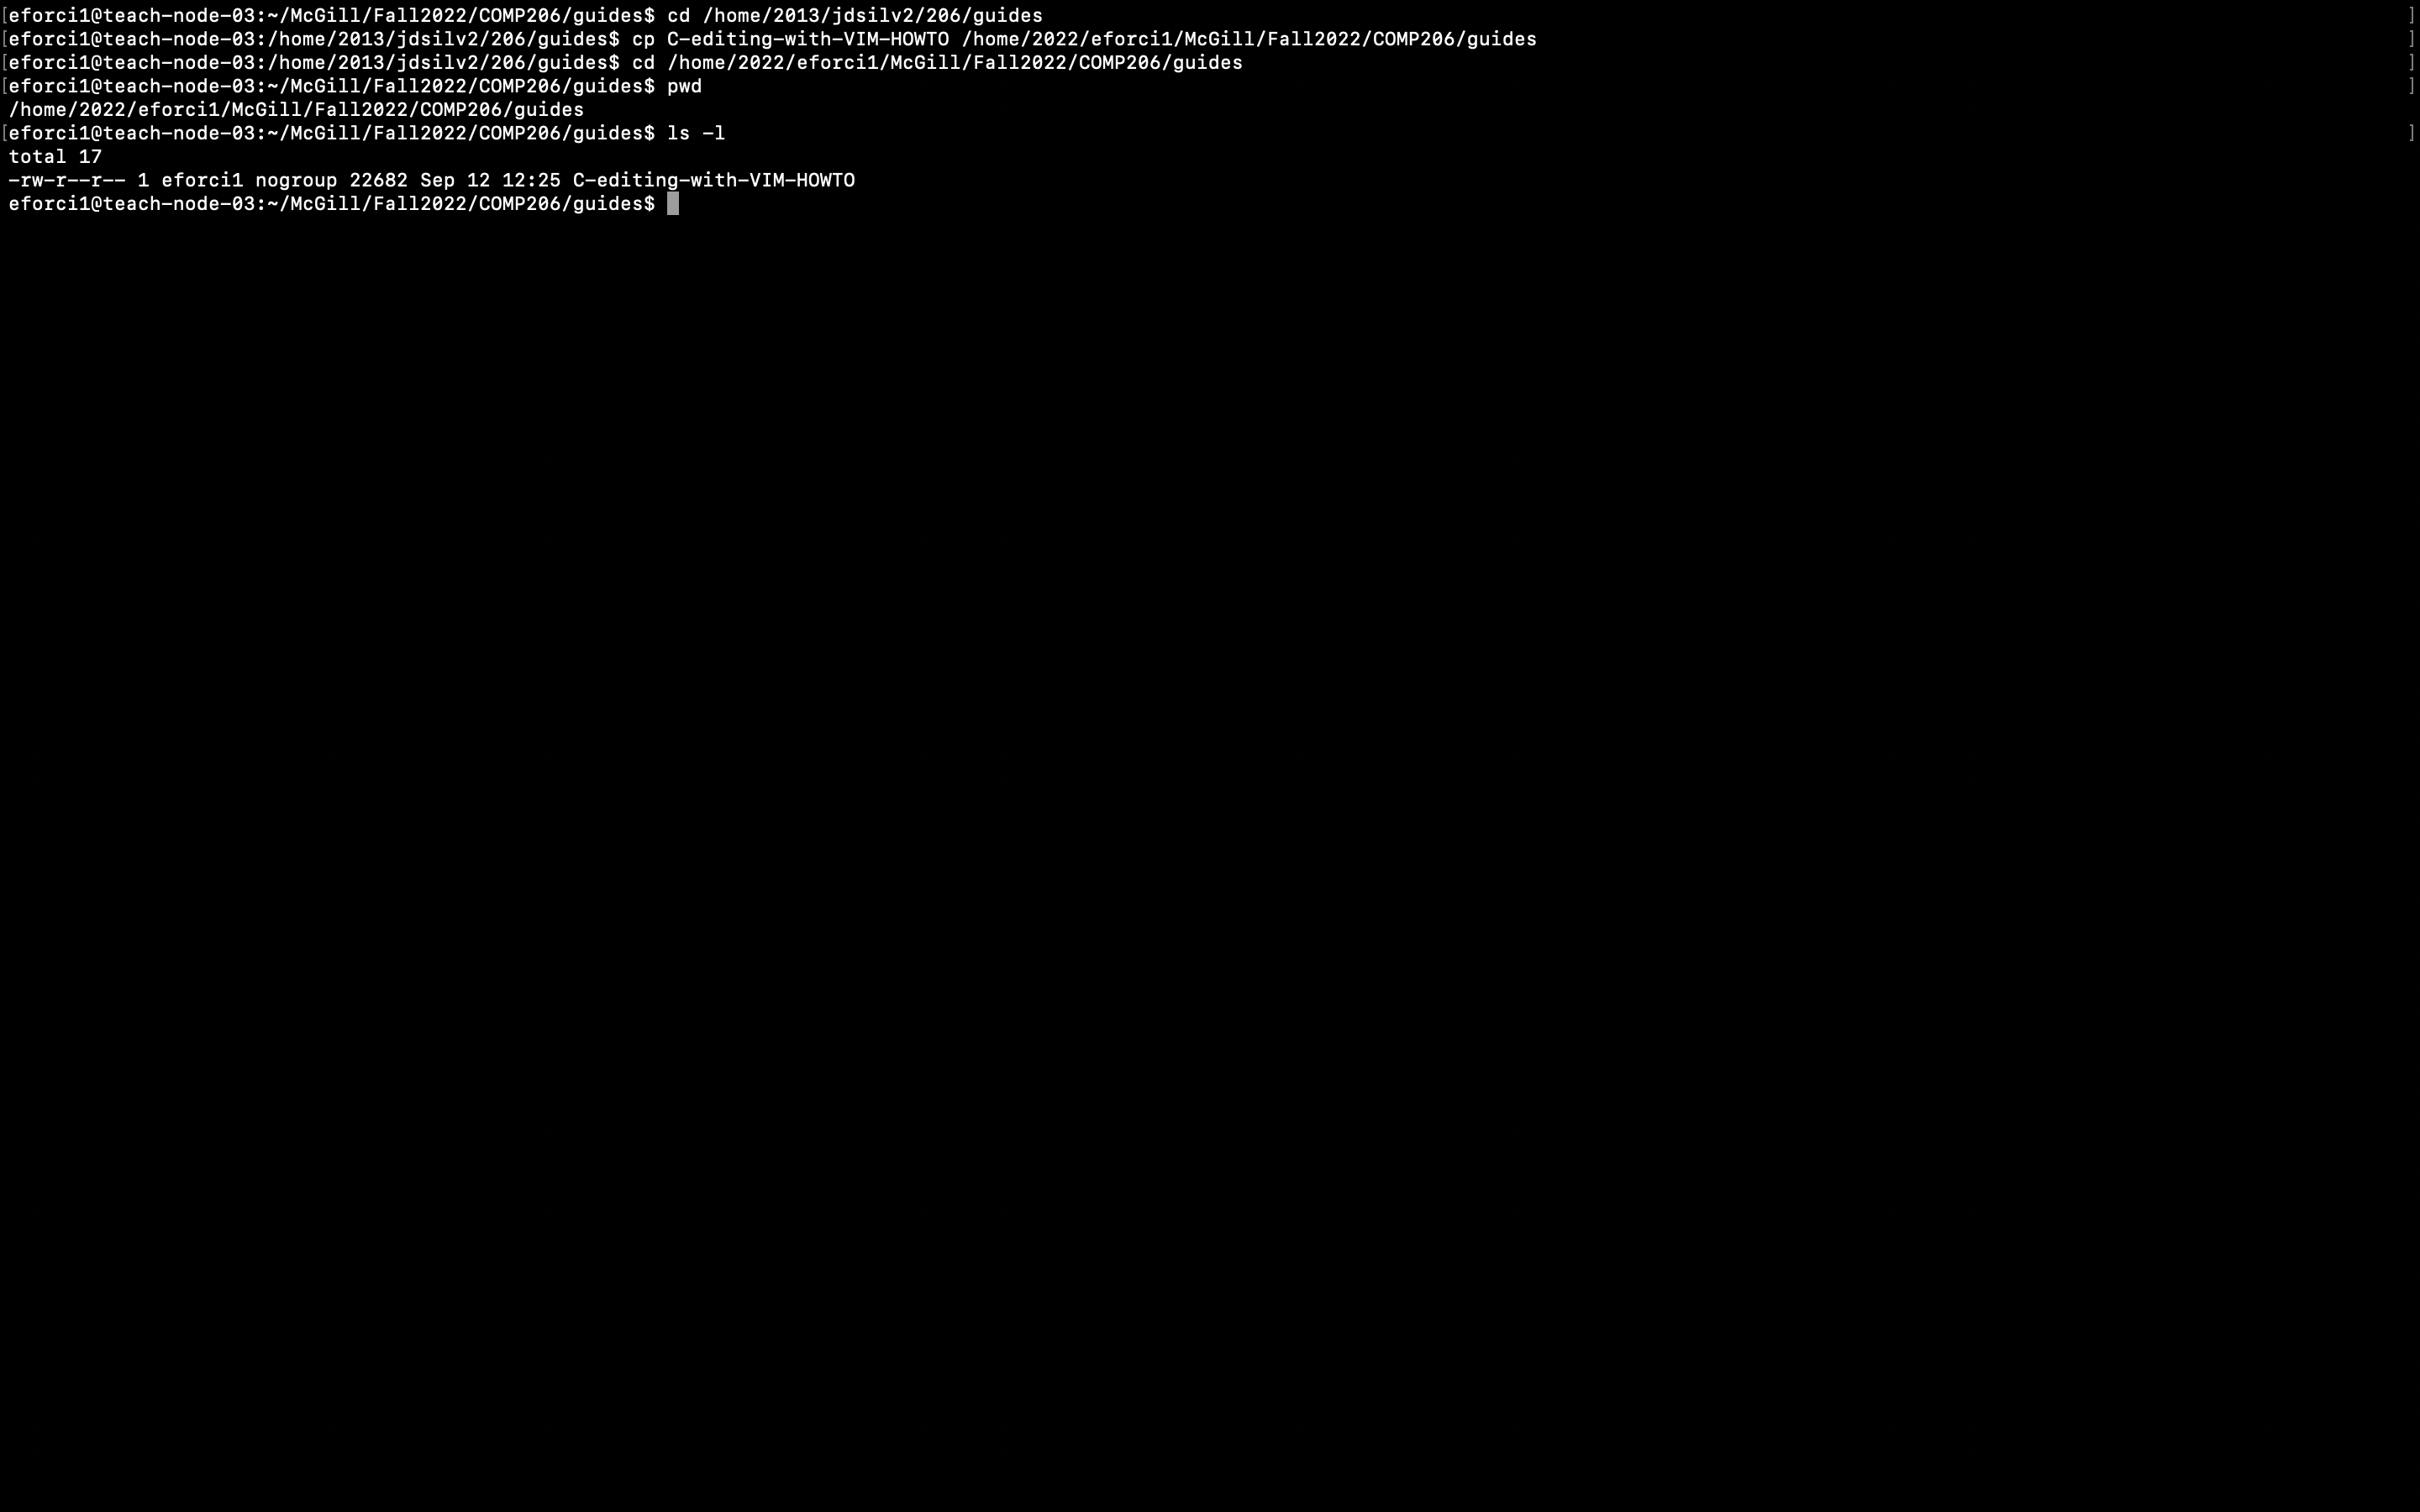 [eforci1@teach-node-03:~/McGill/Fall2022/COMP206/guides$ cd /home/2013/jdsilv2/206/guides ]
[eforci1@teach-node-03:/home/2013/jdsilv2/206/guides$ cp C-editing-with-VIM-HOWTO /home/2022/eforci1/McGill/Fall2022/COMP206/guides ]
[eforci1@teach-node-03:/home/2013/jdsilv2/206/guides$ cd /home/2022/eforci1/McGill/Fall2022/COMP206/guides ]
[eforci1@teach-node-03:~/McGill/Fall2022/COMP206/guides$ pwd ]
/home/2022/eforci1/McGill/Fall2022/COMP206/guides
[eforci1@teach-node-03:~/McGill/Fall2022/COMP206/guides$ ls -l ]
total 17
-rw-r--r-- 1 eforci1 nogroup 22682 Sep 12 12:25 C-editing-with-VIM-HOWTO
eforci1@teach-node-03:~/McGill/Fall2022/COMP206/guides$